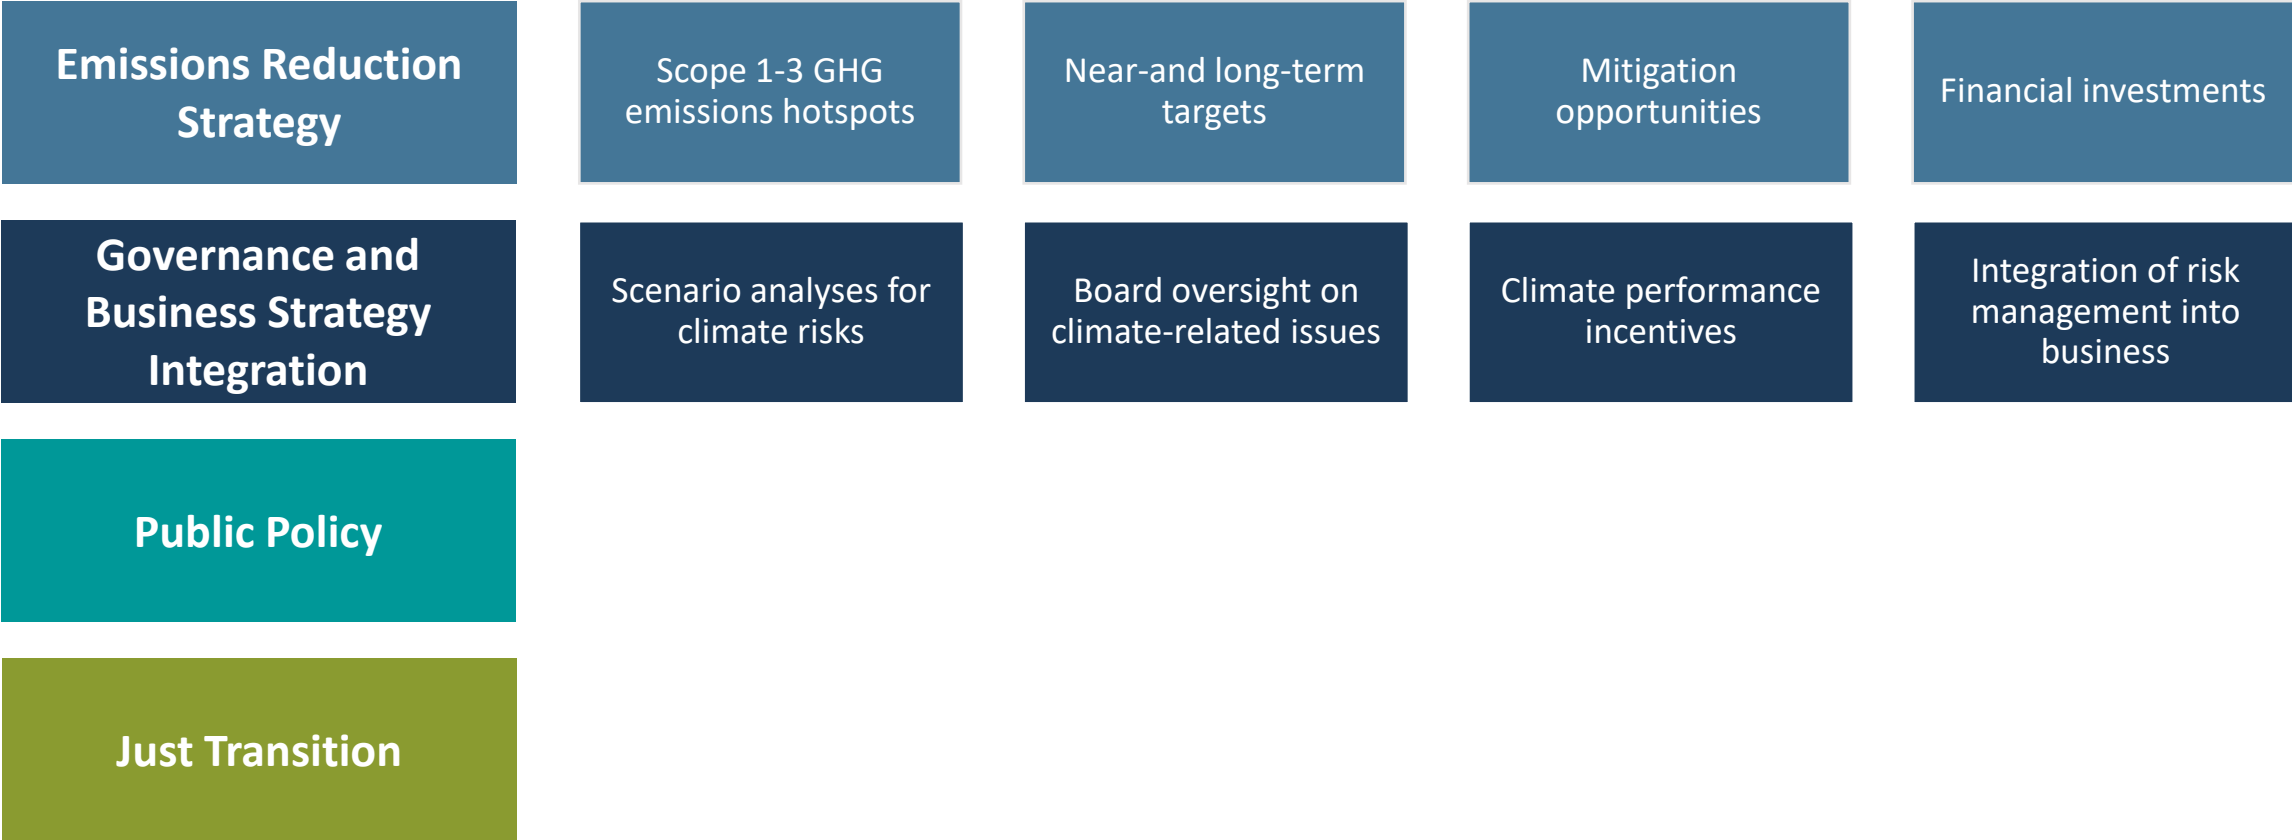 Emissions Reduction
Strategy
Scope 1-3 GHG
emissions hotspots
Near-and long-term
targets
Mitigation
opportunities
Financial investments
Governance and
Business Strategy
Integration
Scenario analyses for
climate risks
Board oversight on
climate-related issues
Climate performance
incentives
Integration of risk
management into
business
Public Policy
Just Transition